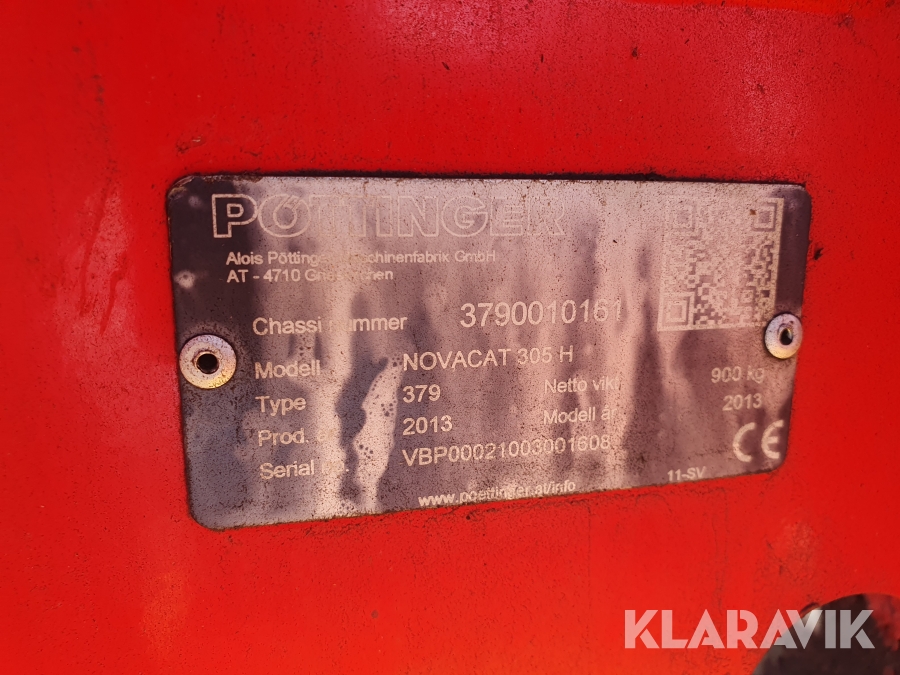 PÖTTINGER
Alois Pöttinger Maschinenfabrik GmbH
AT - 4710 Grieskirchen
Chassi nummer 3790010161
Modell NOVACAT 305 H
Type 379 Netto vikt 900 kg
Prod. 2013 Modell år 2013
Serial VBP00021003001608
CE
www.poettinger.at/info
11-SV
KLARAVIK